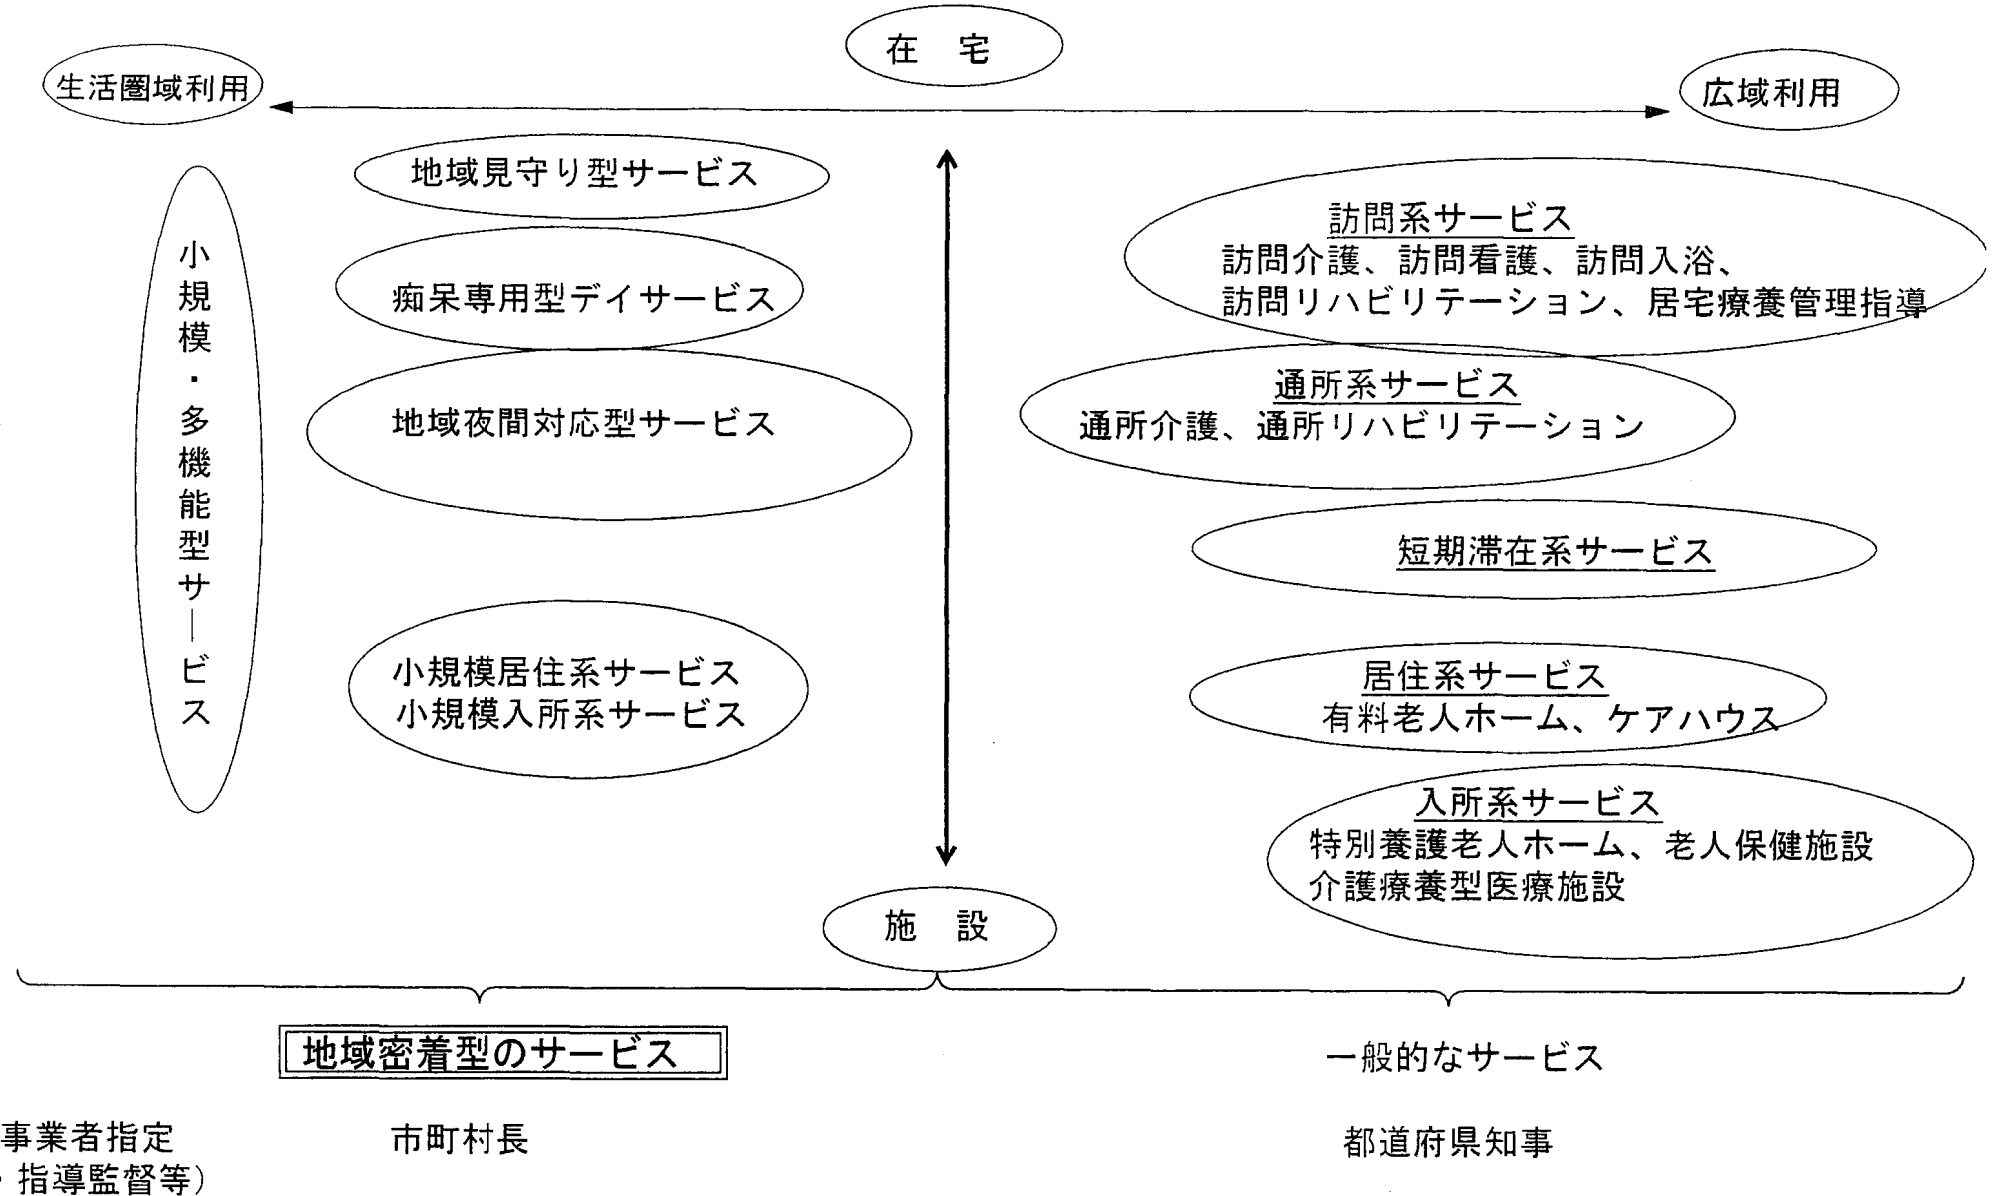 在　宅
生活圏域利用
広域利用
小規模・多機能型サービス
地域見守り型サービス
痴呆専用型デイサービス
地域夜間対応型サービス
小規模居住系サービス
小規模入所系サービス
訪問系サービス
訪問介護、訪問看護、訪問入浴、
訪問リハビリテーション、居宅療養管理指導
通所系サービス
通所介護、通所リハビリテーション
短期滞在系サービス
居住系サービス
有料老人ホーム、ケアハウス
入所系サービス
特別養護老人ホーム、老人保健施設
介護療養型医療施設
施　設
地域密着型のサービス
一般的なサービス
事業者指定
・指導監督等）
市町村長
都道府県知事